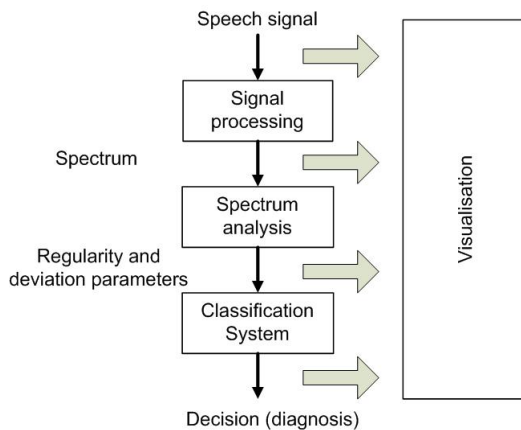 Speech signal
Signal
processing
Spectrum
Spectrum
analysis
Regularity and
deviation parameters
Classification
System
Decision (diagnosis)
Visualisation